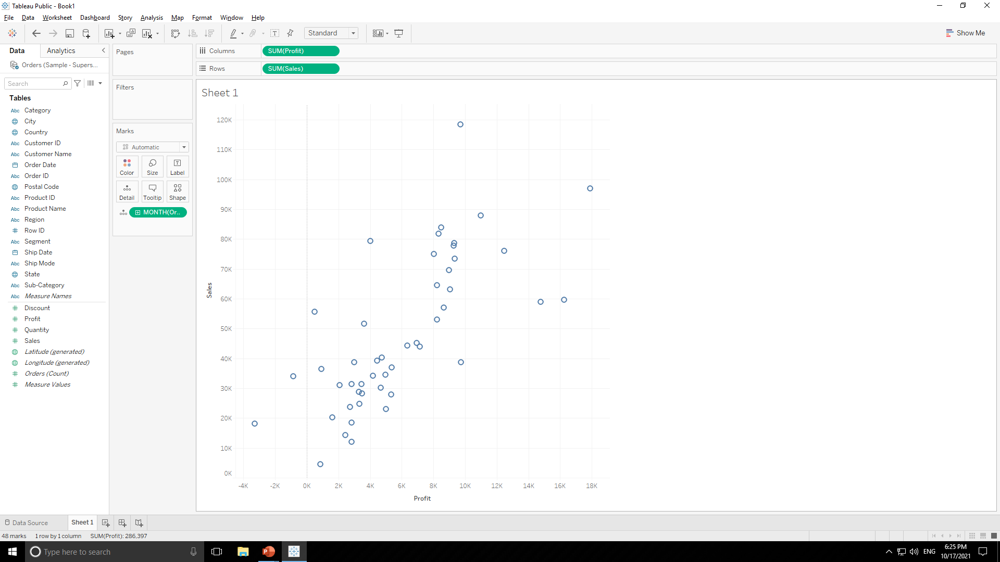 Tableau Public - Book1
File Data Worksheet Dashboard Story Analysis Map Format Window Help
Standard
Show Me
Data Analytics
Orders (Sample - Supers...
Search
Tables
Abc Category
City
Country
Abc Customer ID
Abc Customer Name
Order Date
Abc Order ID
Postal Code
Abc Product ID
Abc Product Name
Abc Region
Row ID
Abc Segment
Ship Date
Abc Ship Mode
State
Abc Sub-Category
Abc Measure Names
Discount
Profit
Quantity
Sales
Latitude (generated)
Longitude (generated)
Orders (Count)
Measure Values
Pages
Filters
Marks
Automatic
Color Size Label
Detail Tooltip Shape
MONTH(Or..
Columns SUM(Profit)
Rows SUM(Sales)
Sheet 1
120K
110K
100K
90K
80K
70K
60K
50K
40K
30K
20K
10K
0K
Sales
-4K -2K 0K 2K 4K 6K 8K 10K 12K 14K 16K 18K
Profit
Data Source Sheet 1
48 marks 1 row by 1 column SUM(Profit): 286,397
Type here to search
ENG
6:25 PM
10/17/2021